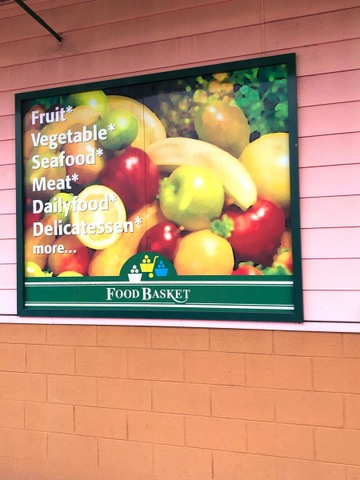 Fruit*
Vegetable*
Seafood*
Meat*
Dailyfood*
Delicatessen*
more...
FOOD BASKET